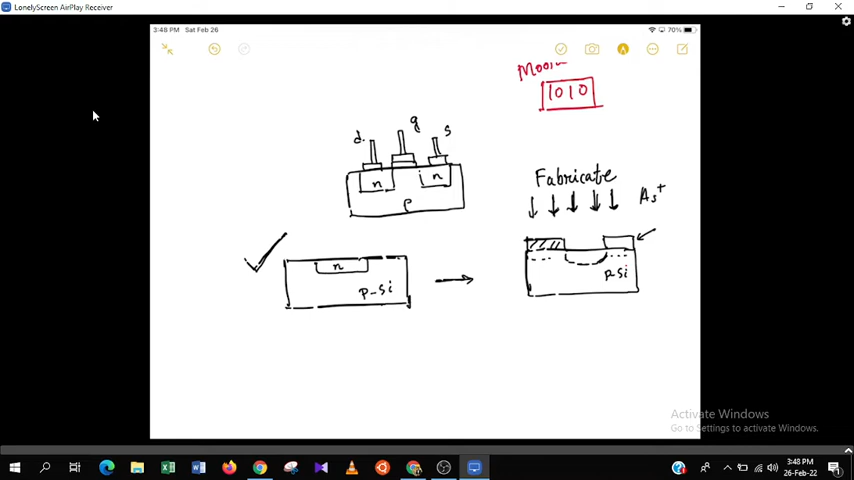 LonelyScreen AirPlay Receiver
3:48 PM Sat Feb 26
70%
1010
d
g
s
n
n
p
Fabricate
As+
n
p-si
p-si
Activate Windows
Go to Settings to activate Windows.
3:48 PM
26-Feb-22